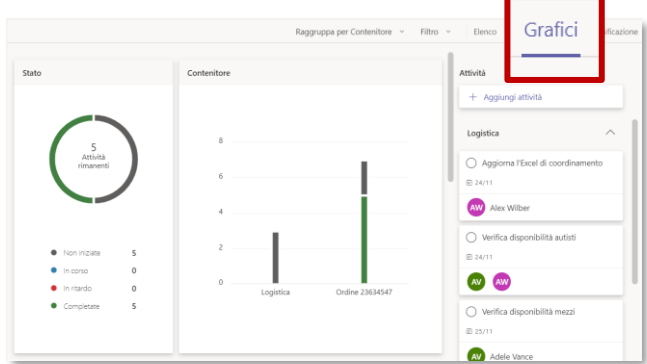 Raggruppa per Contenitore Filtro Elenco Grafici
Stato
5
Attività
rimanenti
Non iniziate 5
In corso 0
In ritardo 0
Completate 5
Contenitore
8
6
4
2
0
Logistica Ordine 23634547
Attività
+ Aggiungi attività
Logistica
Aggiorna l'Excel di coordinamento
24/11
AW Alex Wilber
Verifica disponibilità autisti
24/11
AV AW
Verifica disponibilità mezzi
25/11
AV Adele Vance